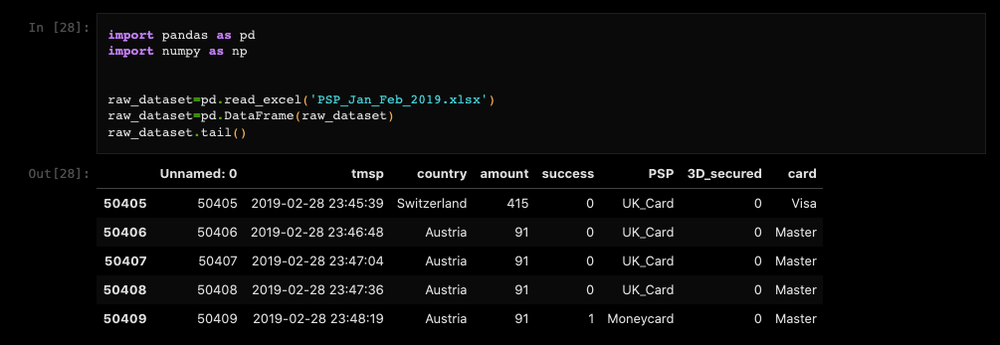 In [28]:
import pandas as pd
import numpy as np
raw_dataset=pd.read_excel('PSP_Jan_Feb_2019.xlsx')
raw_dataset=pd.DataFrame(raw_dataset)
raw_dataset.tail()
Out[28]:
Unnamed: 0 tmsp country amount success PSP 3D_secured card
50405 50405 2019-02-28 23:45:39 Switzerland 415 0 UK_Card 0 Visa
50406 50406 2019-02-28 23:46:48 Austria 91 0 UK_Card 0 Master
50407 50407 2019-02-28 23:47:04 Austria 91 0 UK_Card 0 Master
50408 50408 2019-02-28 23:47:36 Austria 91 0 UK_Card 0 Master
50409 50409 2019-02-28 23:48:19 Austria 91 1 Moneycard 0 Master